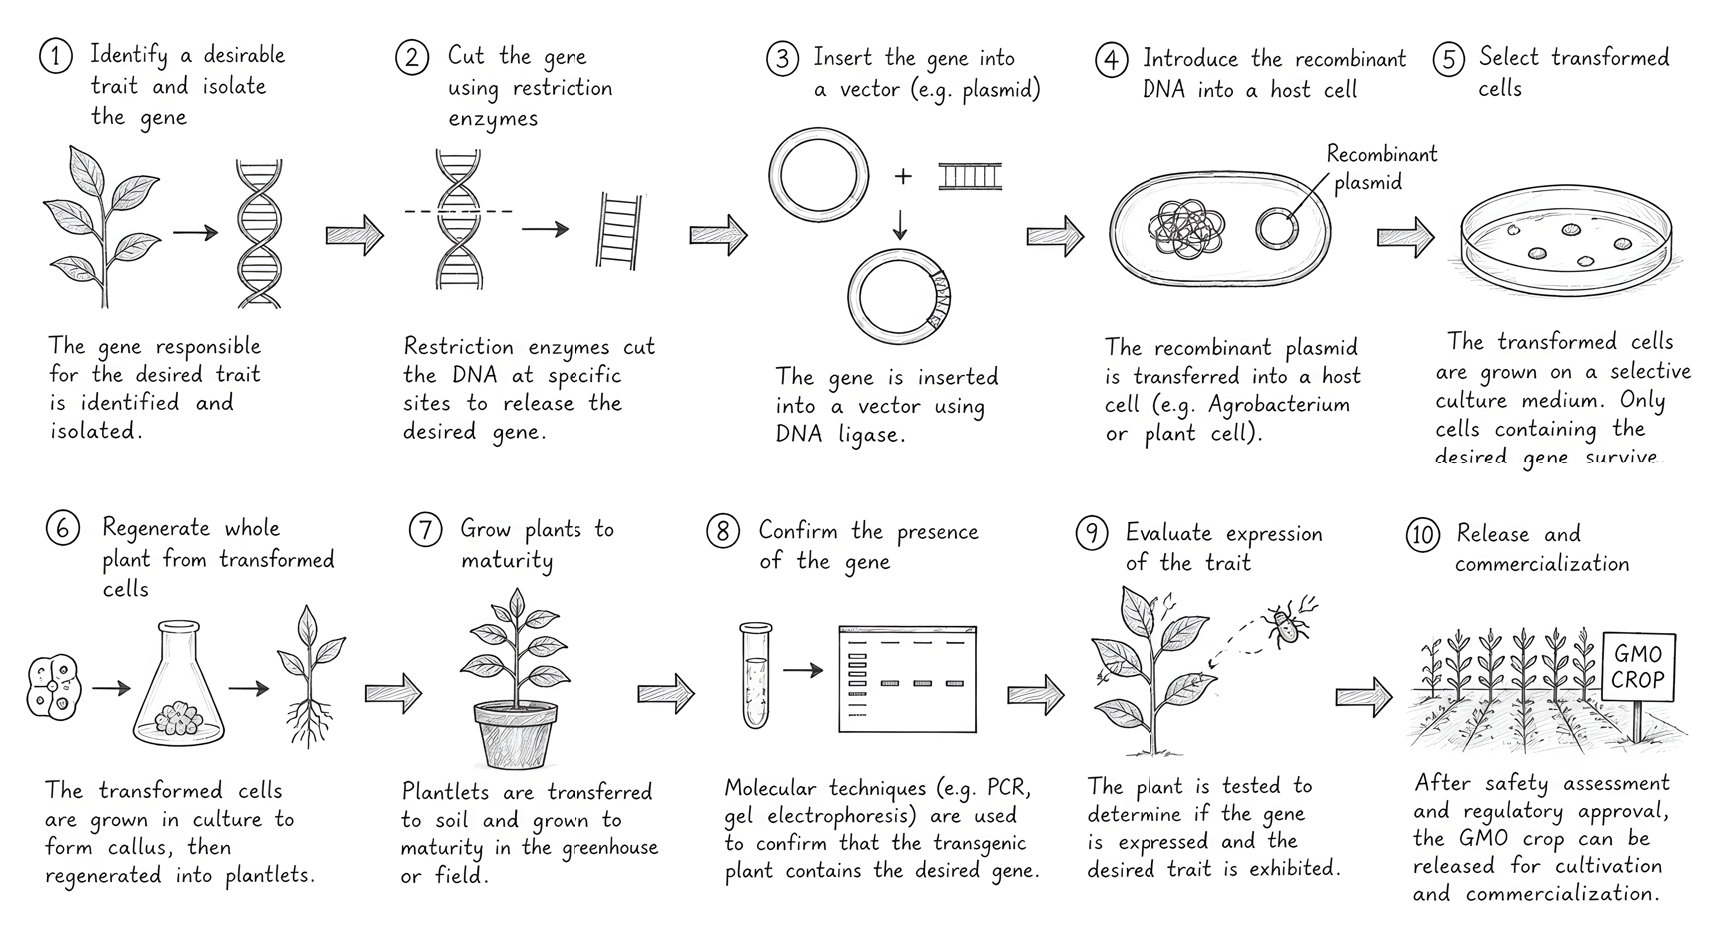 1 Identify a desirable
trait and isolate
the gene
The gene responsible
for the desired trait
is identified and
isolated.
2 Cut the gene
using restriction
enzymes
Restriction enzymes cut
the DNA at specific
sites to release the
desired gene.
3 Insert the gene into
a vector (e.g. plasmid)
+
The gene is inserted
into a vector using
DNA ligase.
4 Introduce the recombinant
DNA into a host cell
Recombinant
plasmid
The recombinant plasmid
is transferred into a host
cell (e.g. Agrobacterium
or plant cell).
5 Select transformed
cells
The transformed cells
are grown on a selective
culture medium. Only
cells containing the
desired gene survive.
6 Regenerate whole
plant from transformed
cells
The transformed cells
are grown in culture to
form callus, then
regenerated into plantlets.
7 Grow plants to
maturity
Plantlets are transferred
to soil and grown to
maturity in the greenhouse
or field.
8 Confirm the presence
of the gene
Molecular techniques (e.g. PCR,
gel electrophoresis) are used
to confirm that the transgenic
plant contains the desired gene.
9 Evaluate expression
of the trait
The plant is tested to
determine if the gene
is expressed and the
desired trait is exhibited.
10 Release and
commercialization
GMO
CROP
After safety assessment
and regulatory approval,
the GMO crop can be
released for cultivation
and commercialization.